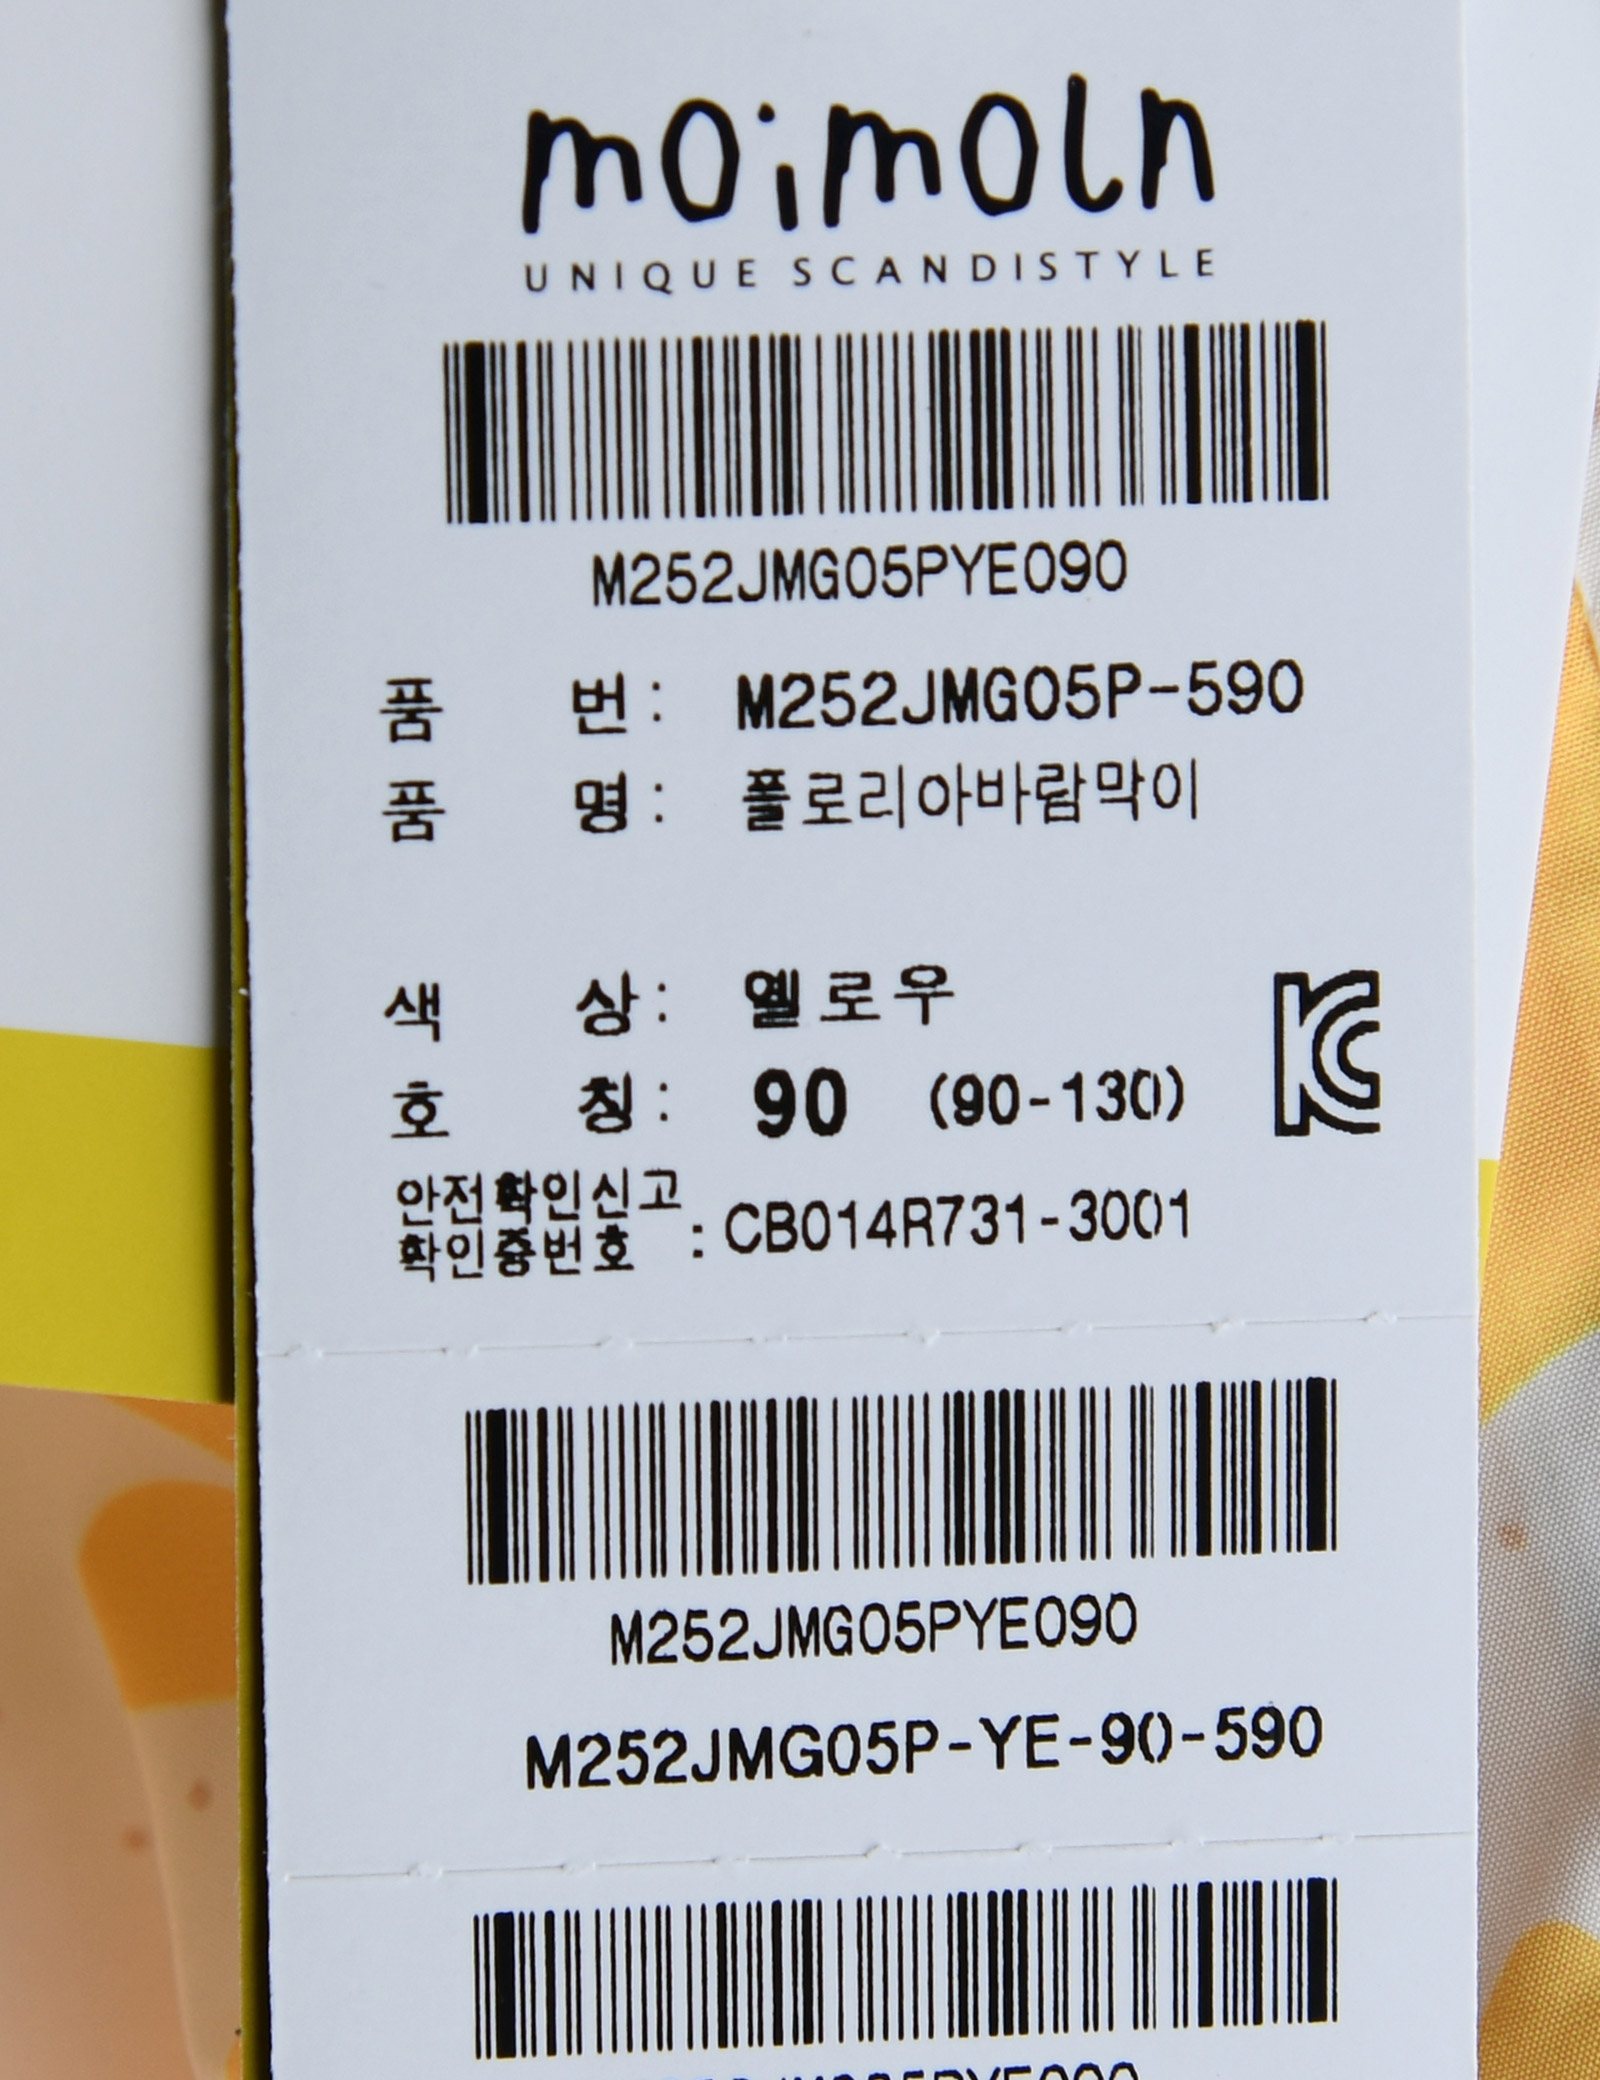 moimoln
UNIQUE SCANDISTYLE
M252JMG05PYE090
품 번 : M252JMG05P-590
품 명 : 플로리아바람막이
색 상 : 옐로우
호 칭 : 90 (90-130)
안전확인신고
확인증번호 : CB014R731-3001
M252JMG05PYE090
M252JMG05P-YE-90-590